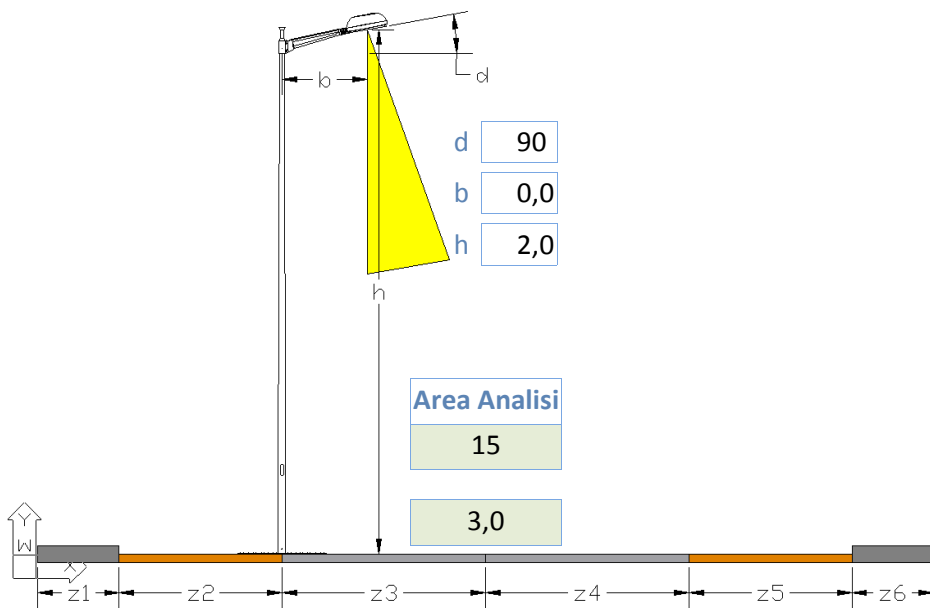 b
d
d 90
b 0,0
h 2,0
h
Area Analisi
15
3,0
Y
W
X
z1 z2 z3 z4 z5 z6